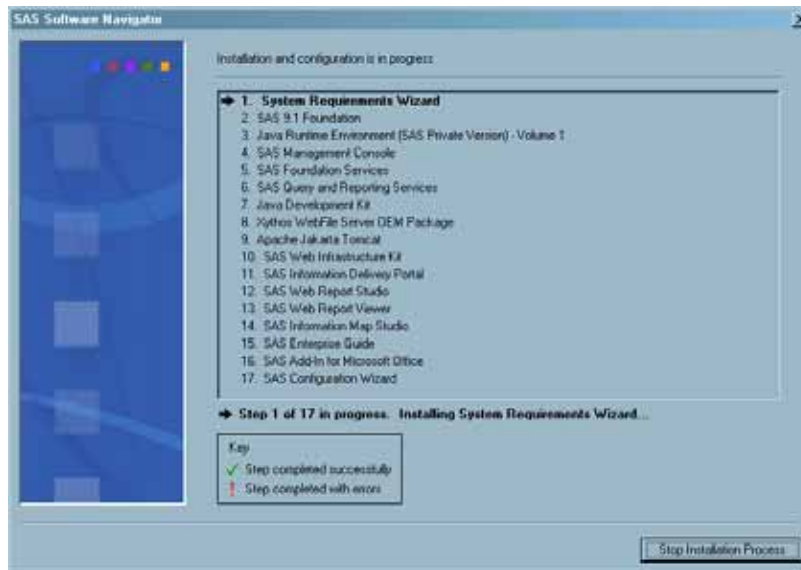 SAS Software Navigator
Installation and configuration is in progress
1. System Requirements Wizard
2. SAS 9.1 Foundation
3. Java Runtime Environment (SAS Private Version) - Volume 1
4. SAS Management Console
5. SAS Foundation Services
6. SAS Query and Reporting Services
7. Java Development Kit
8. Xythos WebFile Server OEM Package
9. Apache Jakarta Tomcat
10. SAS Web Infrastructure Kit
11. SAS Information Delivery Portal
12. SAS Web Report Studio
13. SAS Web Report Viewer
14. SAS Information Map Studio
15. SAS Enterprise Guide
16. SAS Add-In for Microsoft Office
17. SAS Configuration Wizard
Step 1 of 17 in progress. Installing System Requirements Wizard...
Key
Step completed successfully
Step completed with errors
Stop Installation Process